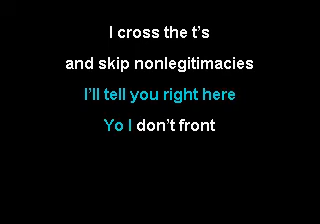 I cross the t's
and skip nonlegitimacies
I'll tell you right here
Yo I don't front